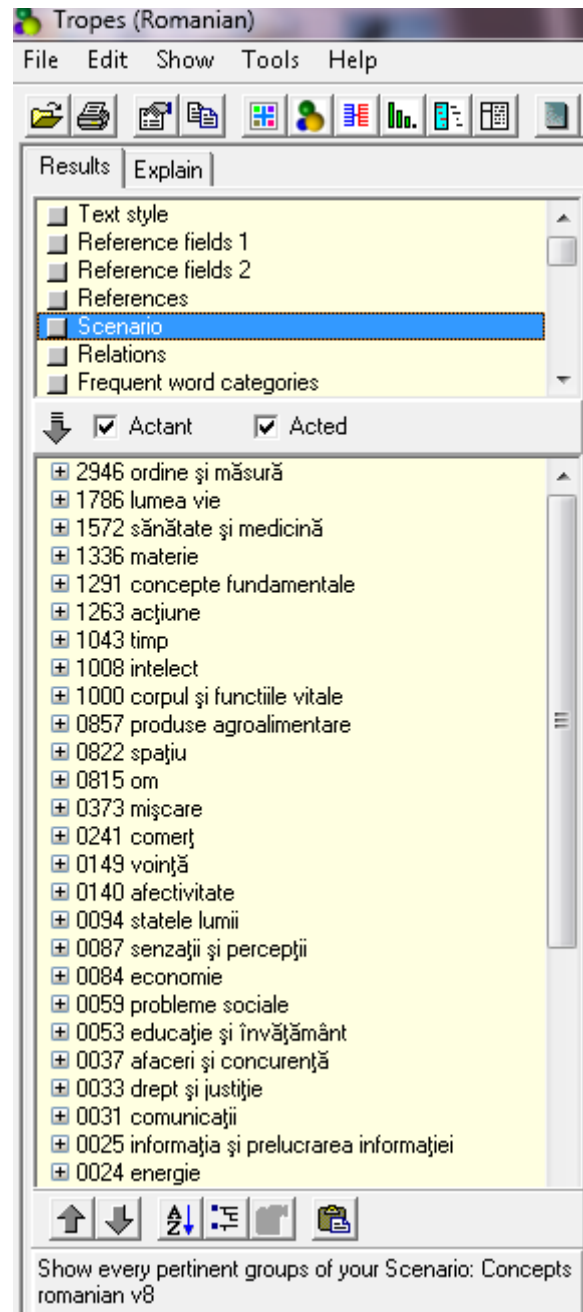 Tropes (Romanian)
File Edit Show Tools Help
Results Explain
Text style
Reference fields 1
Reference fields 2
References
Scenario
Relations
Frequent word categories
Actant Acted
2946 ordine şi măsură
1786 lumea vie
1572 sănătate şi medicină
1336 materie
1291 concepte fundamentale
1263 acţiune
1043 timp
1008 intelect
1000 corpul şi functiile vitale
0857 produse agroalimentare
0822 spaţiu
0815 om
0373 mişcare
0241 comerţ
0149 voinţă
0140 afectivitate
0094 statele lumii
0087 senzaţii şi percepţii
0084 economie
0059 probleme sociale
0053 educaţie şi învăţământ
0037 afaceri şi concurenţă
0033 drept şi justiţie
0031 comunicaţii
0025 informaţia şi prelucrarea informaţiei
0024 energie
Show every pertinent groups of your Scenario: Concepts
romanian v8